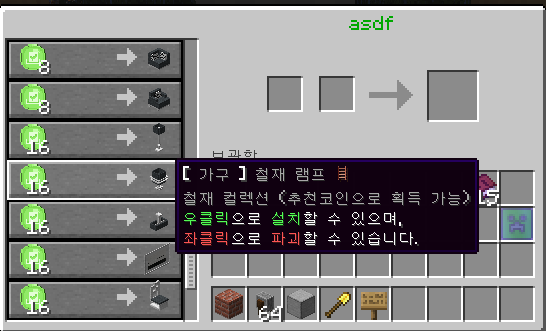 asdf
8
8
16
16
16
16
16
보관함
[ 가구 ] 철재 램프
철재 컬렉션 (추천코인으로 획득 가능)
우클릭으로 설치할 수 있으며,
좌클릭으로 파괴할 수 있습니다.
15
64